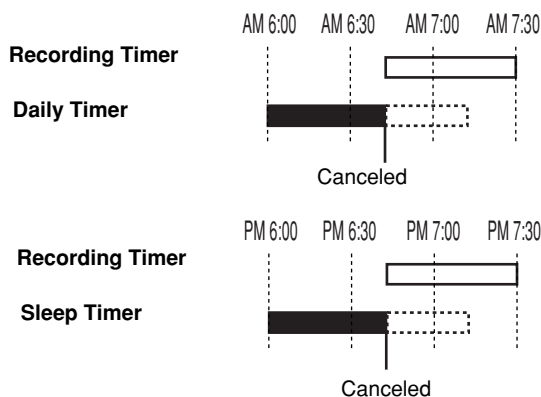 AM 6:00 AM 6:30 AM 7:00 AM 7:30
Recording Timer
Daily Timer
Canceled
PM 6:00 PM 6:30 PM 7:00 PM 7:30
Recording Timer
Sleep Timer
Canceled